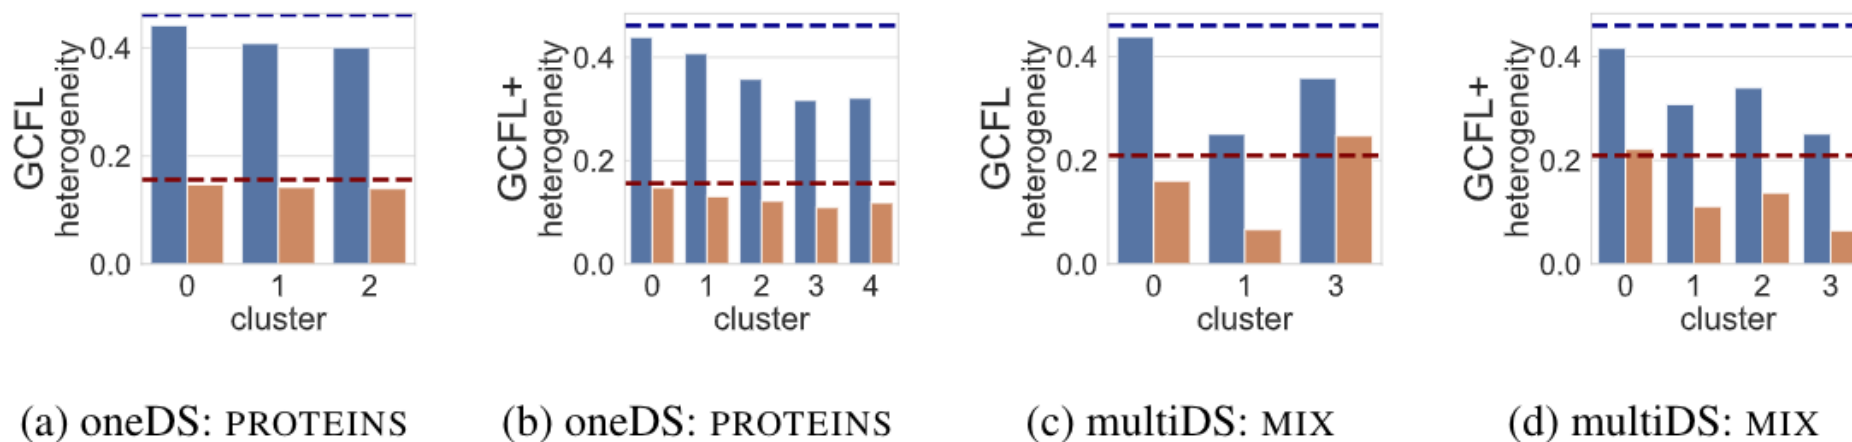 GCFL
heterogeneity
0.4
0.2
0.0
0 1 2
cluster
(a) oneDS: PROTEINS
GCFL+
heterogeneity
0.4
0.2
0.0
0 1 2 3 4
cluster
(b) oneDS: PROTEINS
GCFL
heterogeneity
0.4
0.2
0.0
0 1 3
cluster
(c) multiDS: MIX
GCFL+
heterogeneity
0.4
0.2
0.0
0 1 2 3
cluster
(d) multiDS: MIX